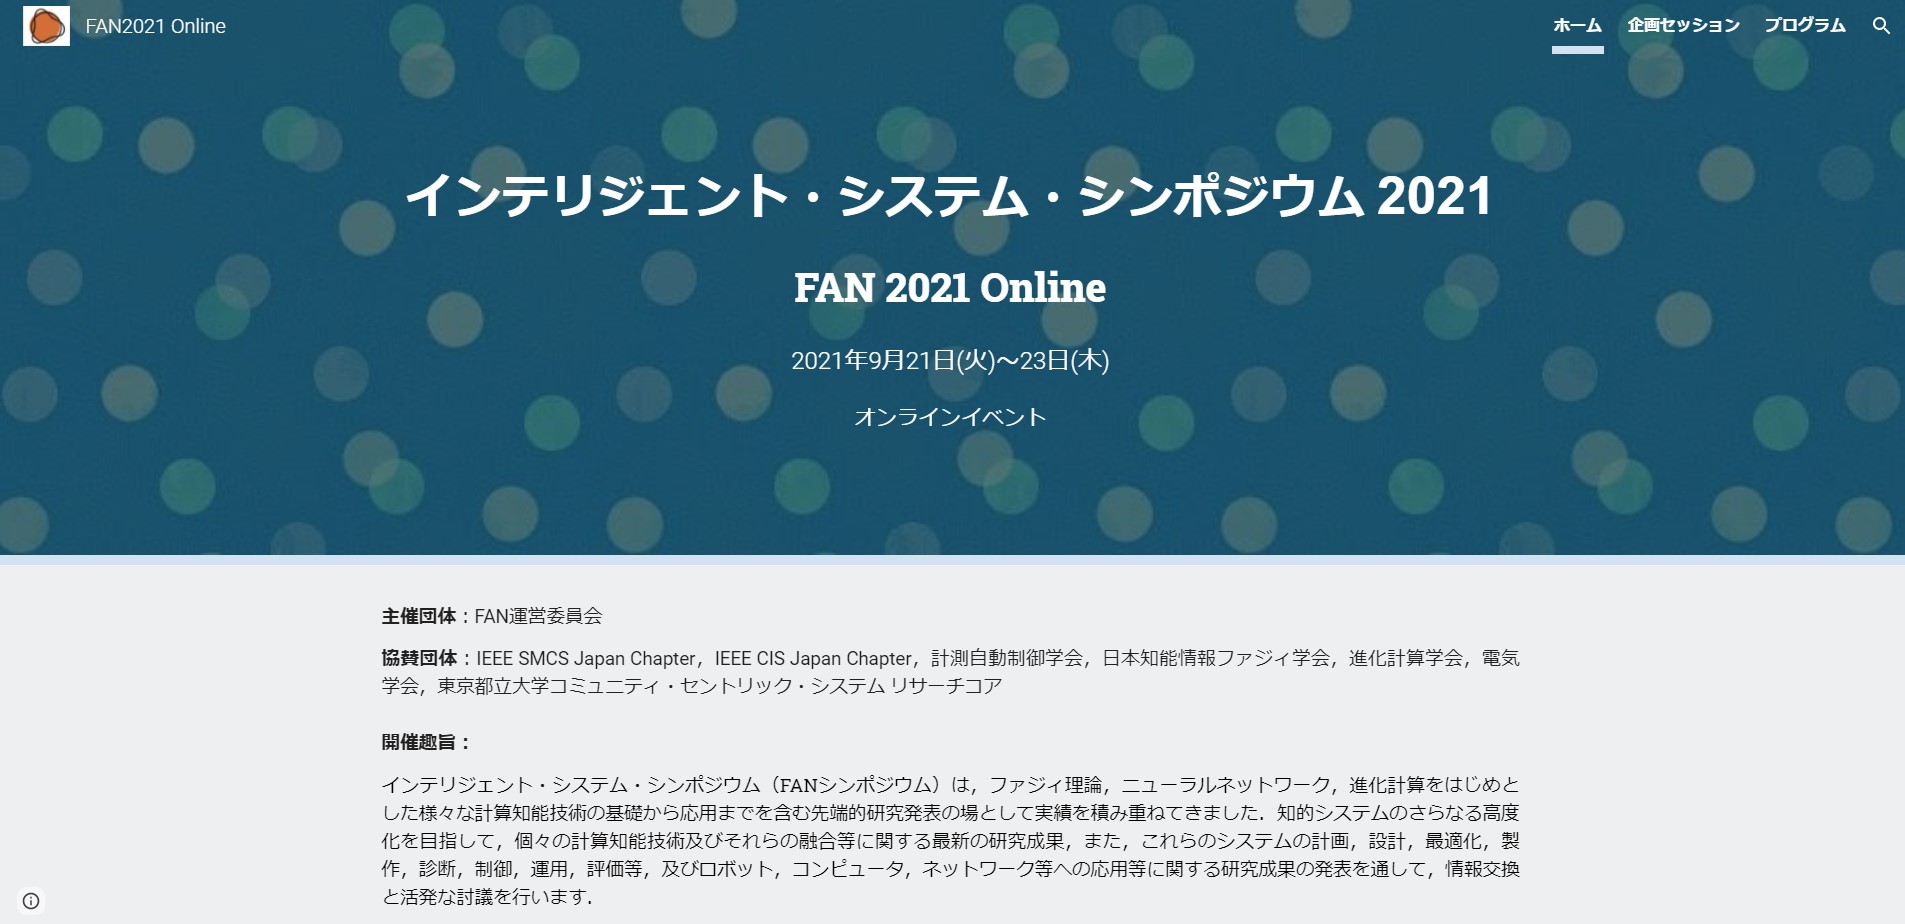 FAN2021 Online
ホーム 企画セッション プログラム
インテリジェント・システム・シンポジウム 2021
FAN 2021 Online
2021年9月21日(火)～23日(木)
オンラインイベント
主催団体：FAN運営委員会
協賛団体：IEEE SMCS Japan Chapter，IEEE CIS Japan Chapter，計測自動制御学会，日本知能情報ファジィ学会，進化計算学会，電気
学会，東京都立大学コミュニティ・セントリック・システム リサーチコア
開催趣旨：
インテリジェント・システム・シンポジウム（FANシンポジウム）は，ファジィ理論，ニューラルネットワーク，進化計算をはじめと
した様々な計算知能技術の基礎から応用までを含む先端的研究発表の場として実績を積み重ねてきました．知的システムのさらなる高度
化を目指して，個々の計算知能技術及びそれらの融合等に関する最新の研究成果，また，これらのシステムの計画，設計，最適化，製
作，診断，制御，運用，評価等，及びロボット，コンピュータ，ネットワーク等への応用等に関する研究成果の発表を通して，情報交換
と活発な討議を行います．